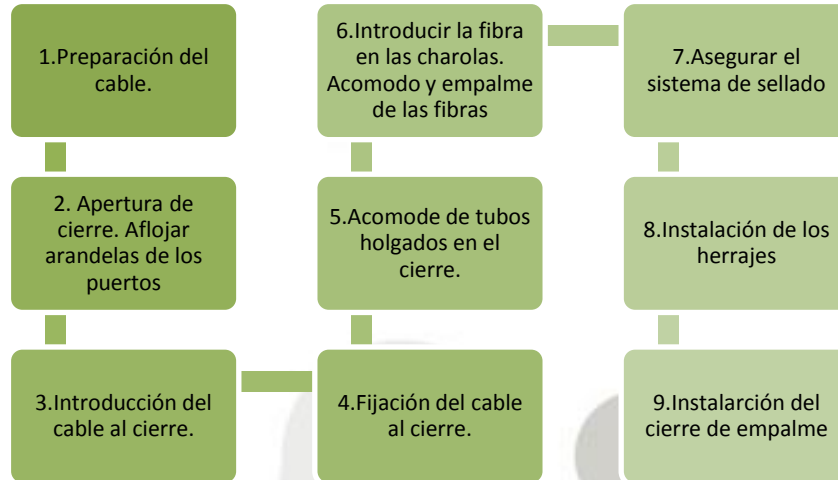 1.Preparación del
cable.
2. Apertura de
cierre. Aflojar
arandelas de los
puertos
3.Introducción del
cable al cierre.
4.Fijación del cable
al cierre.
5.Acomode de tubos
holgados en el
cierre.
6.Introducir la fibra
en las charolas.
Acomodo y empalme
de las fibras
7.Asegurar el
sistema de sellado
8.Instalación de los
herrajes
9.Instalarción del
cierre de empalme